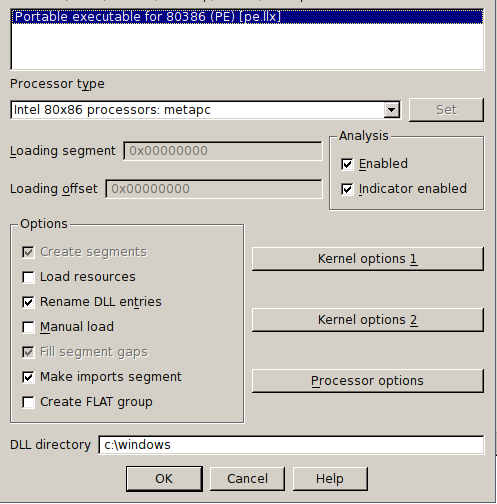 Portable executable for 80386 (PE) [pe.llx]
Processor type
Intel 80x86 processors: metapc
Set
Loading segment 0x00000000
Loading offset 0x00000000
Analysis
Enabled
Indicator enabled
Options
Create segments
Load resources
Rename DLL entries
Manual load
Fill segment gaps
Make imports segment
Create FLAT group
Kernel options 1
Kernel options 2
Processor options
DLL directory c:\windows
OK Cancel Help